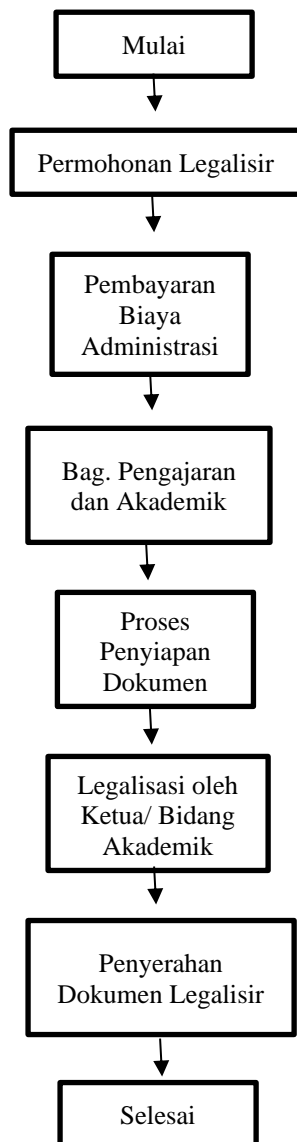 Mulai
Permohonan Legalisir
Pembayaran
Biaya
Administrasi
Bag. Pengajaran
dan Akademik
Proses
Penyiapan
Dokumen
Legalisasi oleh
Ketua/ Bidang
Akademik
Penyerahan
Dokumen Legalisir
Selesai